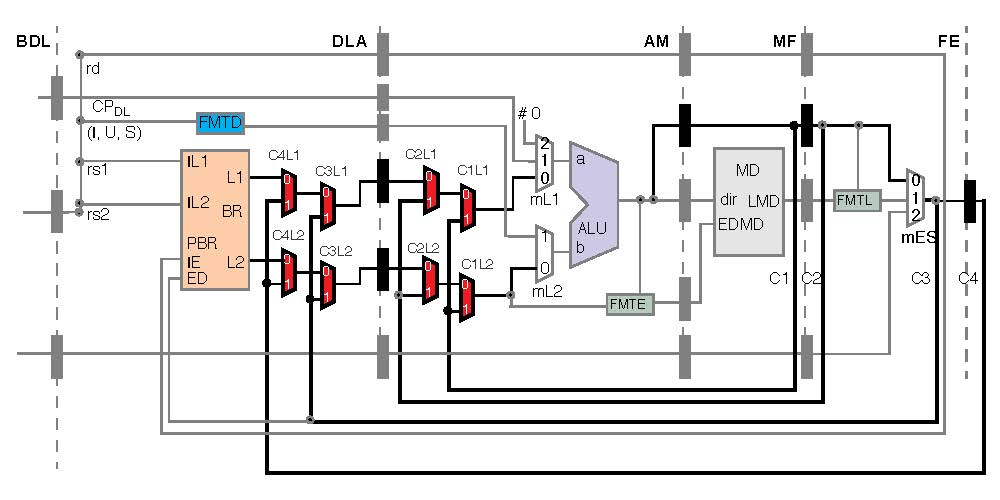 BDL DLA AM MF FE
rd
CP_DL
# 0
(I, U, S)
FMTD
rs1
IL1
C4L1
C3L1
C2L1
C1L1
2
1
0
mL1
a
MD
0
1
2
L1
0
1
0
1
0
1
0
1
rs2
IL2
BR
dir LMD
FMTL
mES
C4L2
C3L2
C2L2
C1L2
1
0
mL2
ALU
b
EDMD
PBR
IE
ED
L2
0
1
0
1
0
1
0
1
FMTE
C1 C2 C3 C4